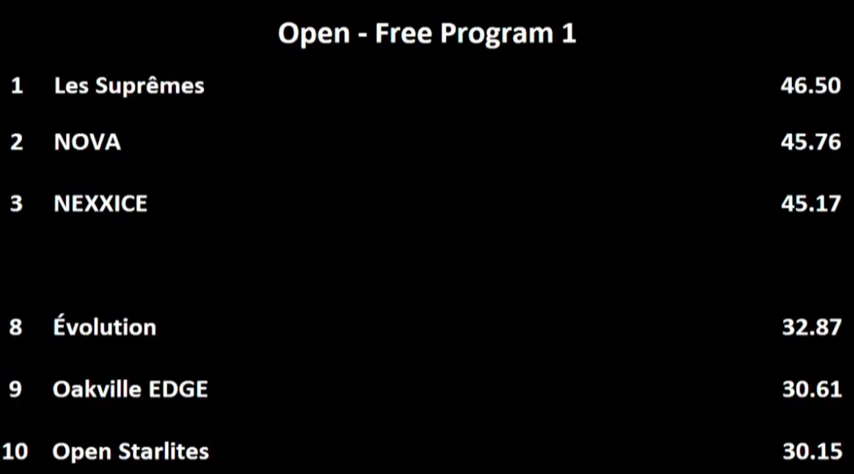 Open - Free Program 1
1 Les Suprêmes 46.50
2 NOVA 45.76
3 NEXXICE 45.17
8 Évolution 32.87
9 Oakville EDGE 30.61
10 Open Starlites 30.15